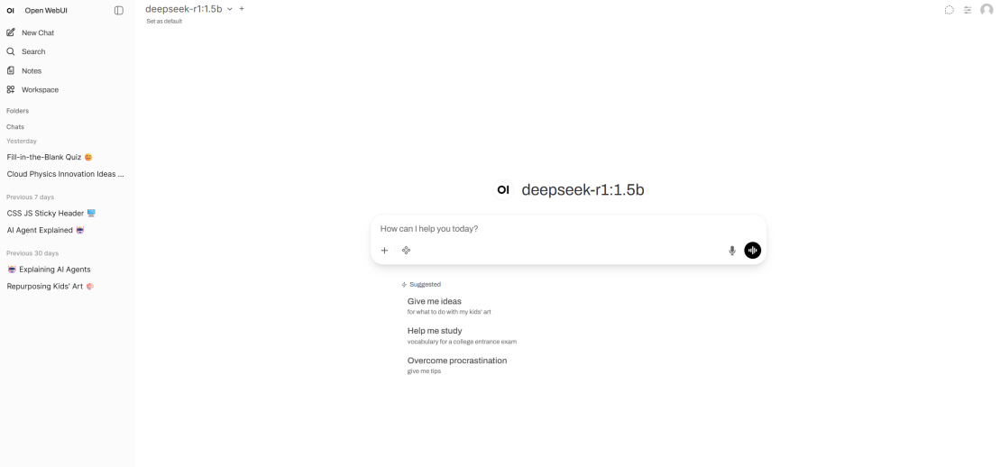 OI Open WebUI
New Chat
Search
Notes
Workspace
Folders
Chats
Yesterday
Fill-in-the-Blank Quiz
Cloud Physics Innovation Ideas ...
Previous 7 days
CSS JS Sticky Header
AI Agent Explained
Previous 30 days
Explaining AI Agents
Repurposing Kids' Art
deepseek-r1:1.5b
Set as default
OI deepseek-r1:1.5b
How can I help you today?
Suggested
Give me ideas
for what to do with my kids' art
Help me study
vocabulary for a college entrance exam
Overcome procrastination
give me tips